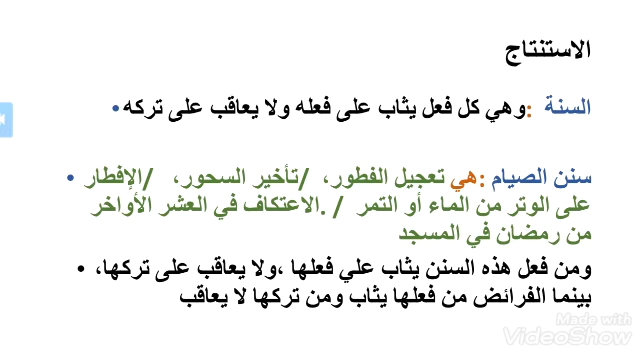 الاستنتاج
السنة :وهي كل فعل يثاب على فعله ولا يعاقب على تركه•
سنن الصيام :هي تعجيل الفطور، /تأخير السحور، /الإفطار •
على الوتر من الماء أو التمر / .الاعتكاف في العشر الأواخر
من رمضان في المسجد
ومن فعل هذه السنن يثاب علي فعلها ،ولا يعاقب على تركها، •
بينما الفرائض من فعلها يثاب ومن تركها لا يعاقب
Made with
VideoShow